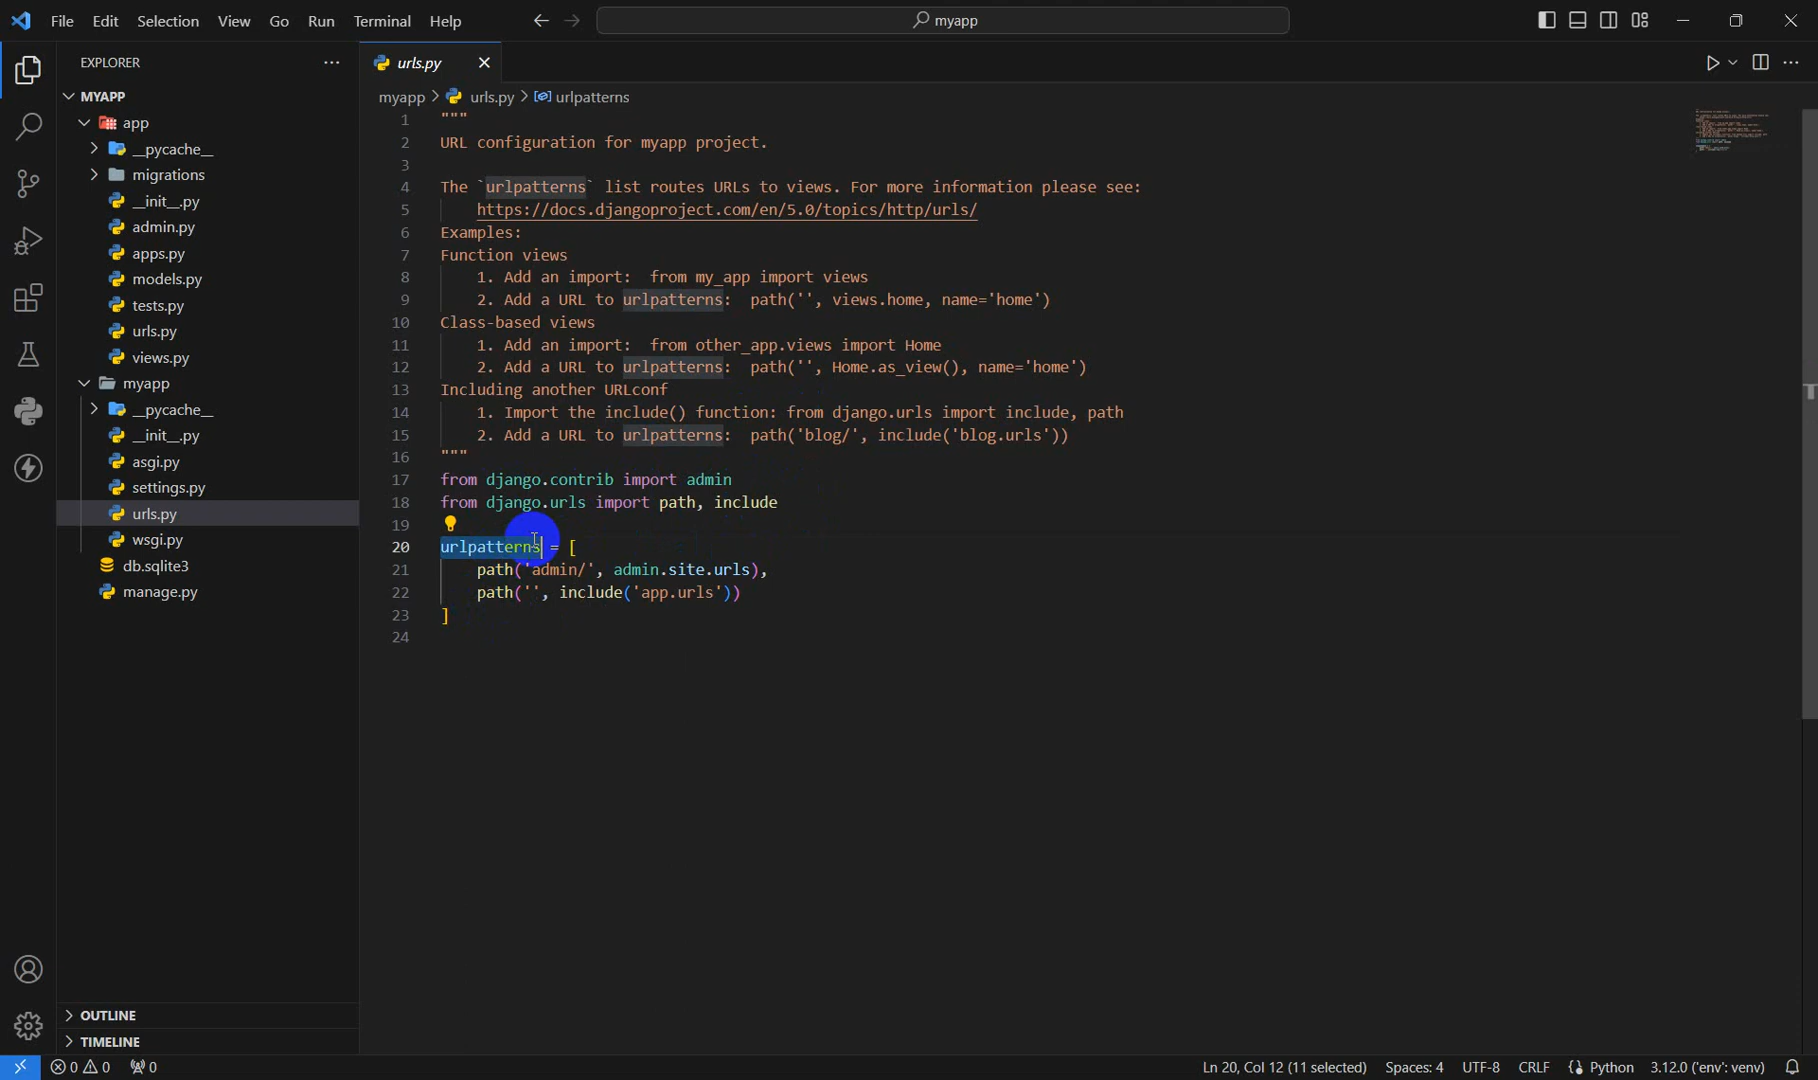 File Edit Selection View Go Run Terminal Help
myapp
EXPLORER
MYAPP
app
__pycache__
migrations
__init__.py
admin.py
apps.py
models.py
tests.py
urls.py
views.py
myapp
__pycache__
__init__.py
asgi.py
settings.py
urls.py
wsgi.py
db.sqlite3
manage.py
OUTLINE
TIMELINE
urls.py
myapp > urls.py > urlpatterns
1 """
2 URL configuration for myapp project.
3
4 The `urlpatterns` list routes URLs to views. For more information please see:
5 https://docs.djangoproject.com/en/5.0/topics/http/urls/
6 Examples:
7 Function views
8 1. Add an import:  from my_app import views
9 2. Add a URL to urlpatterns:  path('', views.home, name='home')
10 Class-based views
11 1. Add an import:  from other_app.views import Home
12 2. Add a URL to urlpatterns:  path('', Home.as_view(), name='home')
13 Including another URLconf
14 1. Import the include() function: from django.urls import include, path
15 2. Add a URL to urlpatterns:  path('blog/', include('blog.urls'))
16 """
17 from django.contrib import admin
18 from django.urls import path, include
19
20 urlpatterns = [
21 path('admin/', admin.site.urls),
22 path('', include('app.urls'))
23 ]
24
0 0 0 Ln 20, Col 12 (11 selected) Spaces: 4 UTF-8 CRLF Python 3.12.0 ('env': venv)